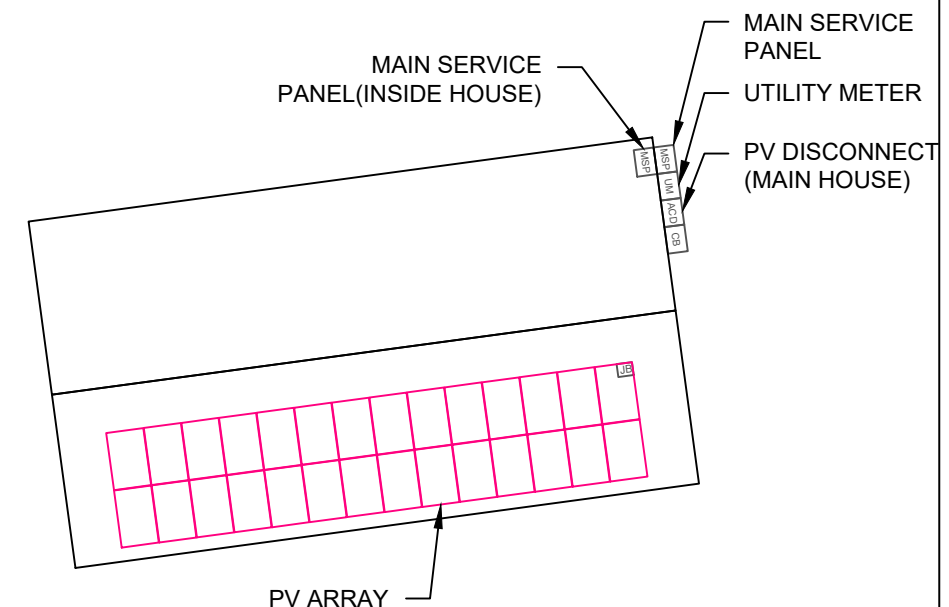 MAIN SERVICE
PANEL
MAIN SERVICE
PANEL(INSIDE HOUSE)
UTILITY METER
PV DISCONNECT
(MAIN HOUSE)
MSP
MSP
UM
ACD
CB
JB
PV ARRAY